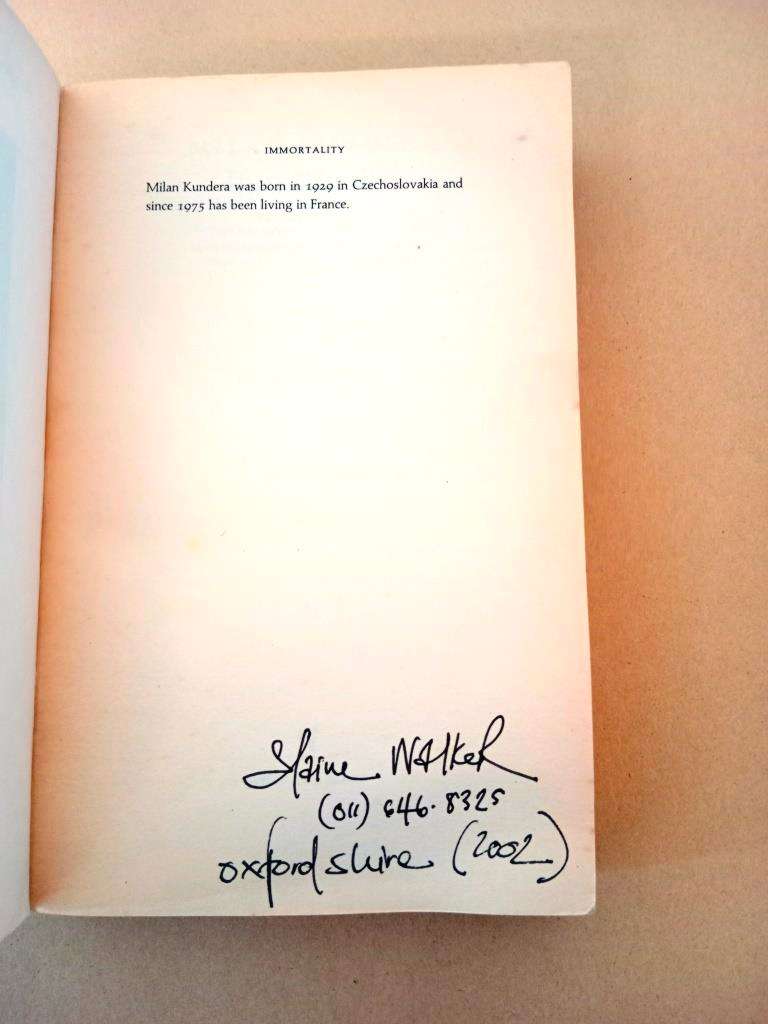 IMMORTALITY
Milan Kundera was born in 1929 in Czechoslovakia and
since 1975 has been living in France.
Elaine WAlkeR
(011) 646-8325
oxfordshire (2002)